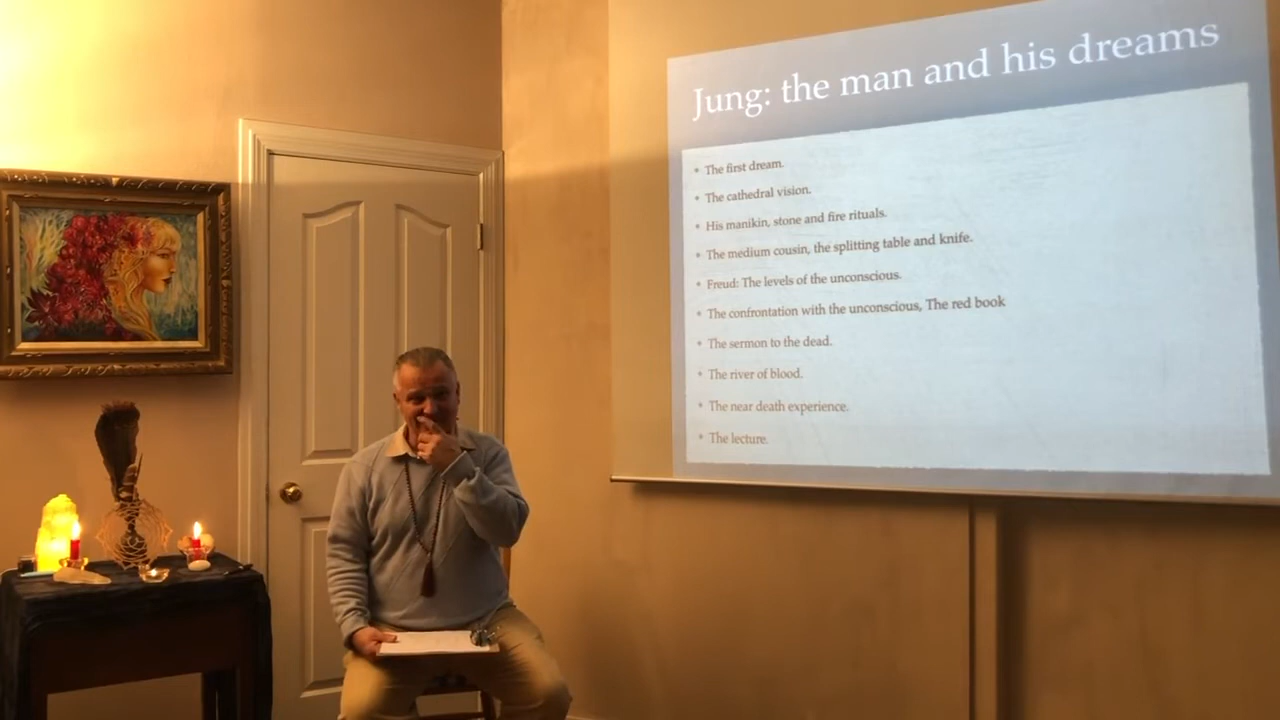 Jung: the man and his dreams
• The first dream.
• The cathedral vision.
• His manikin, stone and fire rituals.
• The medium cousin, the splitting table and knife.
• Freud: The levels of the unconscious.
• The confrontation with the unconscious, The red book
• The sermon to the dead.
• The river of blood.
• The near death experience.
• The lecture.